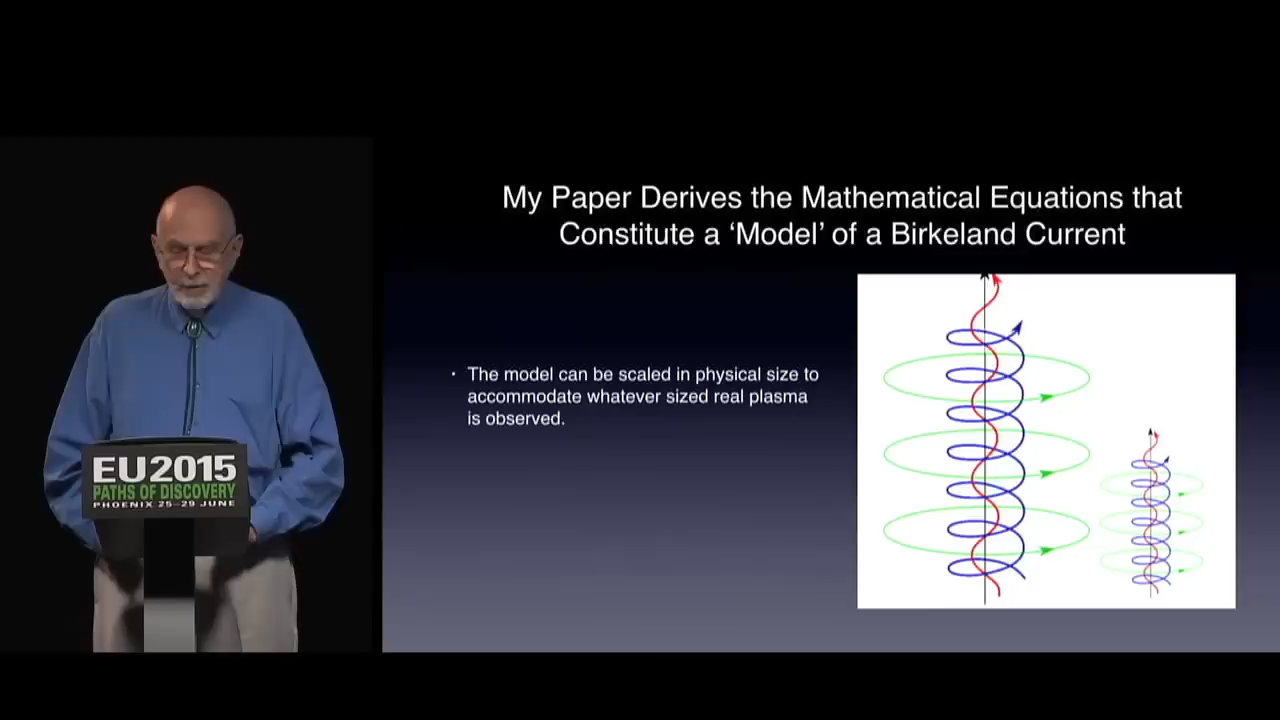 My Paper Derives the Mathematical Equations that
Constitute a ‘Model’ of a Birkeland Current
· The model can be scaled in physical size to
accommodate whatever sized real plasma
is observed.
EU2015
PATHS OF DISCOVERY
PHOENIX 25–29 JUNE